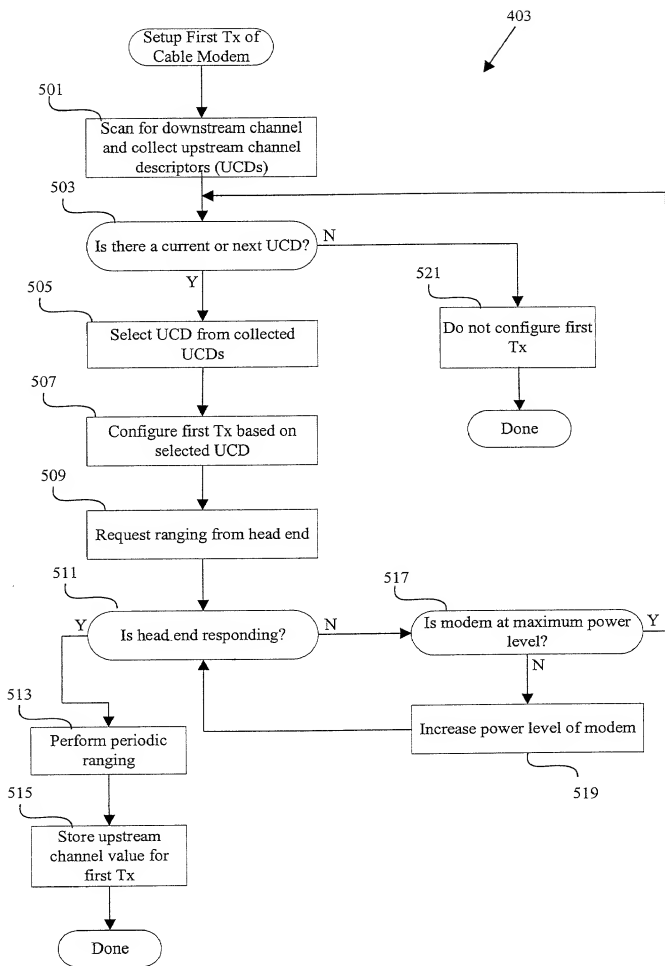 403
Setup First Tx of
Cable Modem
501
Scan for downstream channel
and collect upstream channel
descriptors (UCDs)
503
Is there a current or next UCD?
N
Y
521
Do not configure first
Tx
Done
505
Select UCD from collected
UCDs
507
Configure first Tx based on
selected UCD
509
Request ranging from head end
511
Y
Is head end responding?
N
517
Is modem at maximum power
level?
Y
N
Increase power level of modem
519
513
Perform periodic
ranging
515
Store upstream
channel value for
first Tx
Done